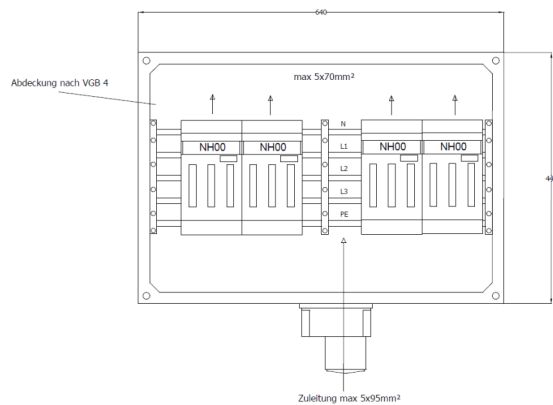 640
max 5x70mm²
Abdeckung nach VGB 4
N
NH00 NH00 L1 NH00 NH00
L2
L3
PE
Zuleitung max 5x95mm²